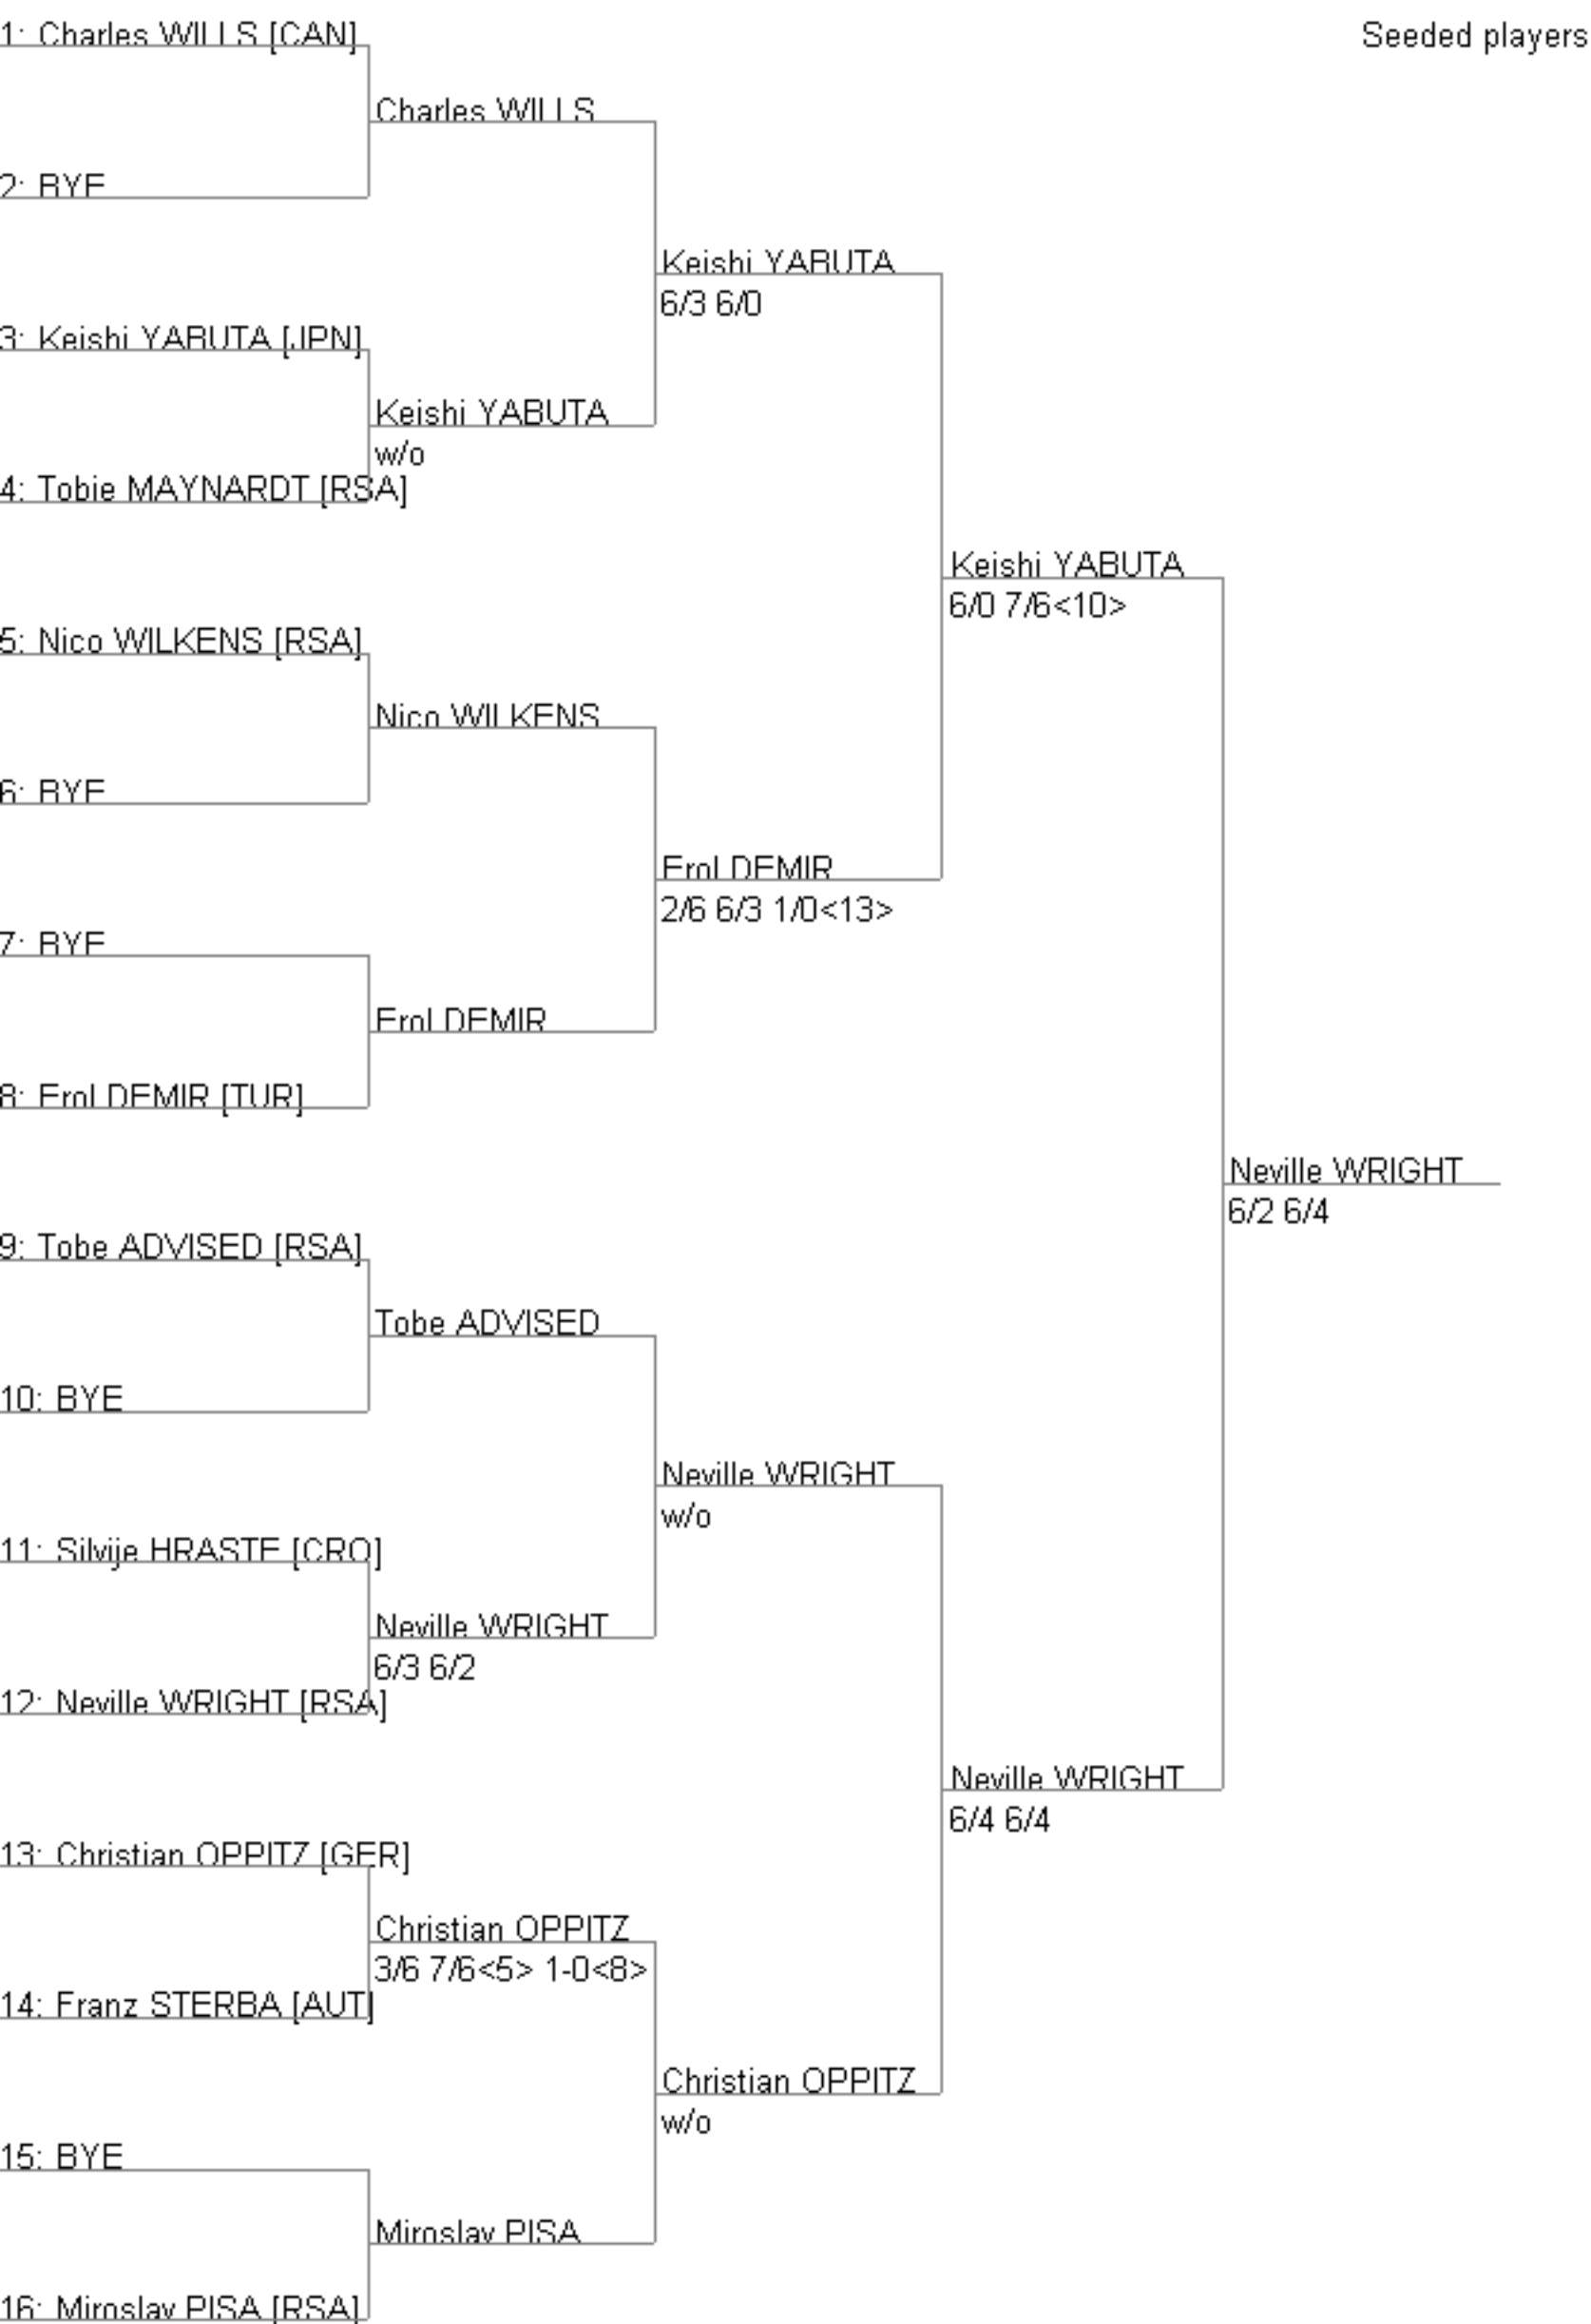 1: Charles WILLS [CAN]
Seeded players
Charles WILLS
2: BYE
Keishi YABUTA
6/3 6/0
3: Keishi YABUTA [JPN]
Keishi YABUTA
w/o
4: Tobie MAYNARDT [RSA]
Keishi YABUTA
6/0 7/6<10>
5: Nico WILKENS [RSA]
Nico WILKENS
6: BYE
Erol DEMIR
2/6 6/3 1/0<13>
7: BYE
Erol DEMIR
8: Erol DEMIR [TUR]
Neville WRIGHT
6/2 6/4
9: Tobe ADVISED [RSA]
Tobe ADVISED
10: BYE
Neville WRIGHT
w/o
11: Silvije HRASTE [CRO]
Neville WRIGHT
6/3 6/2
12: Neville WRIGHT [RSA]
Neville WRIGHT
6/4 6/4
13: Christian OPPITZ [GER]
Christian OPPITZ
3/6 7/6<5> 1-0<8>
14: Franz STERBA [AUT]
Christian OPPITZ
w/o
15: BYE
Miroslav PISA
16: Miroslav PISA [RSA]